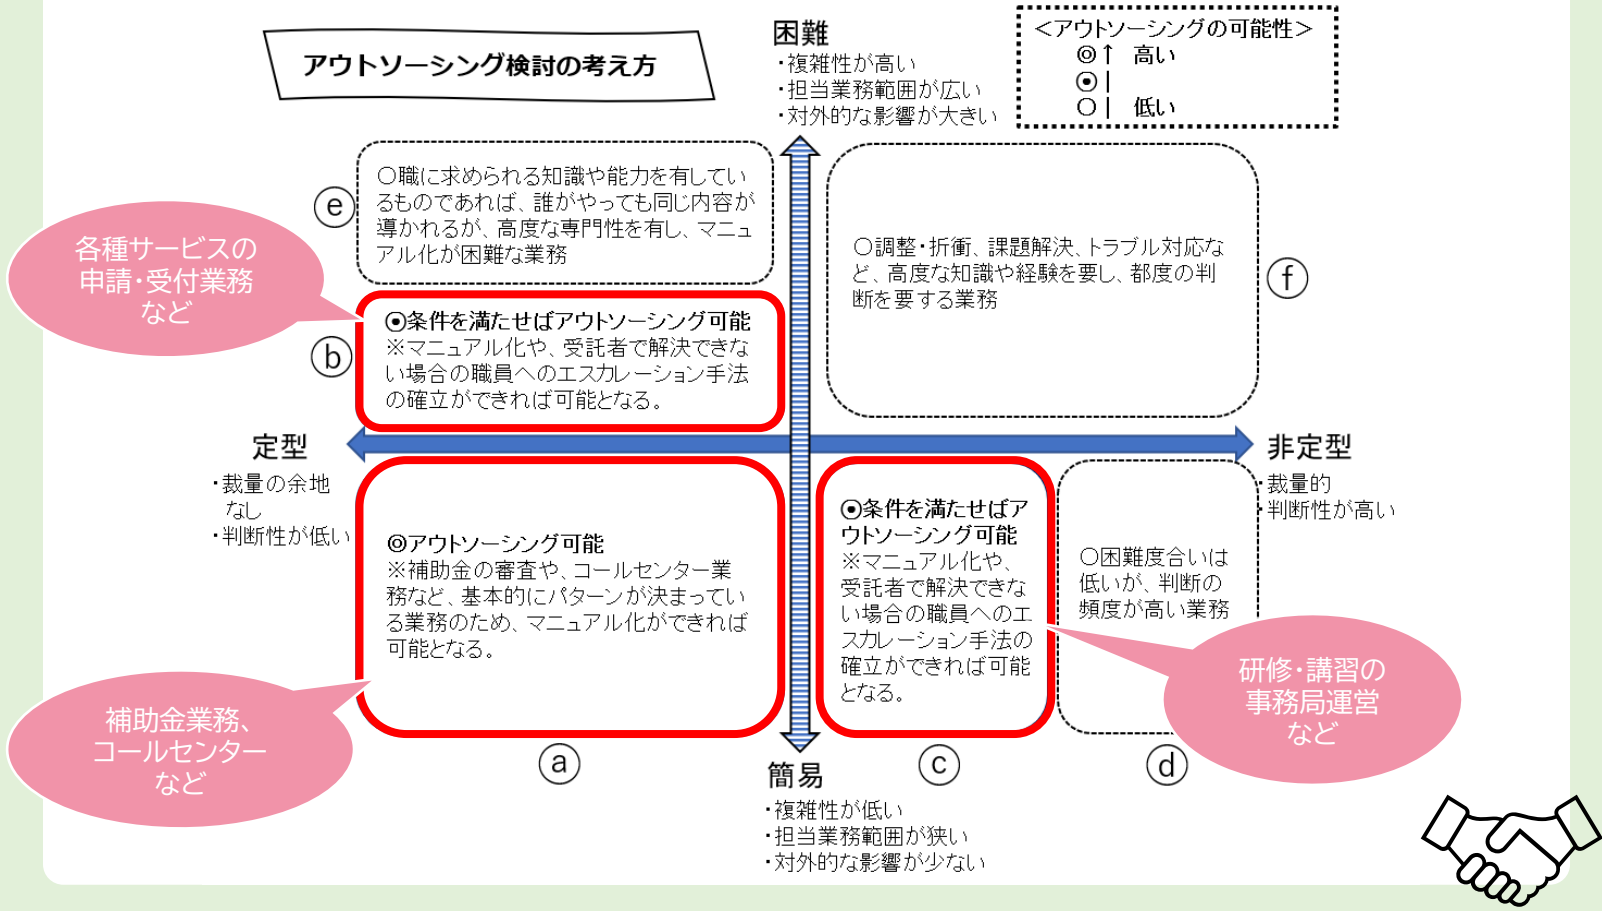 アウトソーシング検討の考え方
困難
・複雑性が高い
・担当業務範囲が広い
・対外的な影響が大きい
＜アウトソーシングの可能性＞
◎↑ 高い
⦿｜
○｜ 低い
ⓔ
○職に求められる知識や能力を有してい
るものであれば、誰がやっても同じ内容が
導かれるが、高度な専門性を有し、マニュ
アル化が困難な業務
○調整・折衝、課題解決、トラブル対応な
ど、高度な知識や経験を要し、都度の判
断を要する業務
ⓕ
各種サービスの
申請・受付業務
など
ⓑ
⦿条件を満たせばアウトソーシング可能
※マニュアル化や、受託者で解決できな
い場合の職員へのエスカレーション手法
の確立ができれば可能となる。
定型
・裁量の余地
なし
・判断性が低い
非定型
・裁量的
・判断性が高い
◎アウトソーシング可能
※補助金の審査や、コールセンター業
務など、基本的にパターンが決まってい
る業務のため、マニュアル化ができれば
可能となる。
⦿条件を満たせばア
ウトソーシング可能
※マニュアル化や、
受託者で解決できな
い場合の職員へのエ
スカレーション手法の
確立ができれば可能
となる。
○困難度合いは
低いが、判断の
頻度が高い業務
研修・講習の
事務局運営
など
補助金業務、
コールセンター
など
ⓐ
ⓒ
ⓓ
簡易
・複雑性が低い
・担当業務範囲が狭い
・対外的な影響が少ない